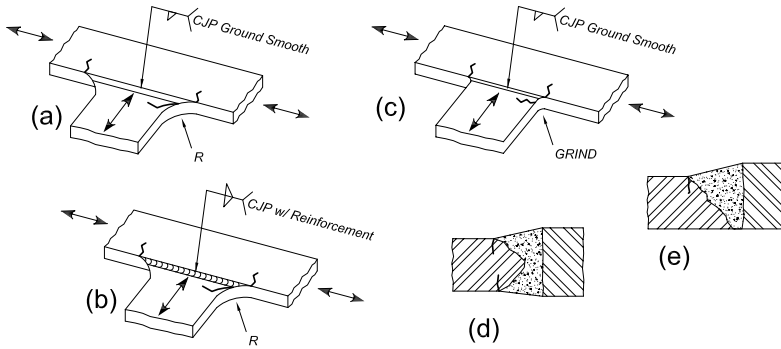 CJP Ground Smooth
(a)
R
CJP Ground Smooth
(c)
GRIND
CJP w/ Reinforcement
(b)
R
(d)
(e)